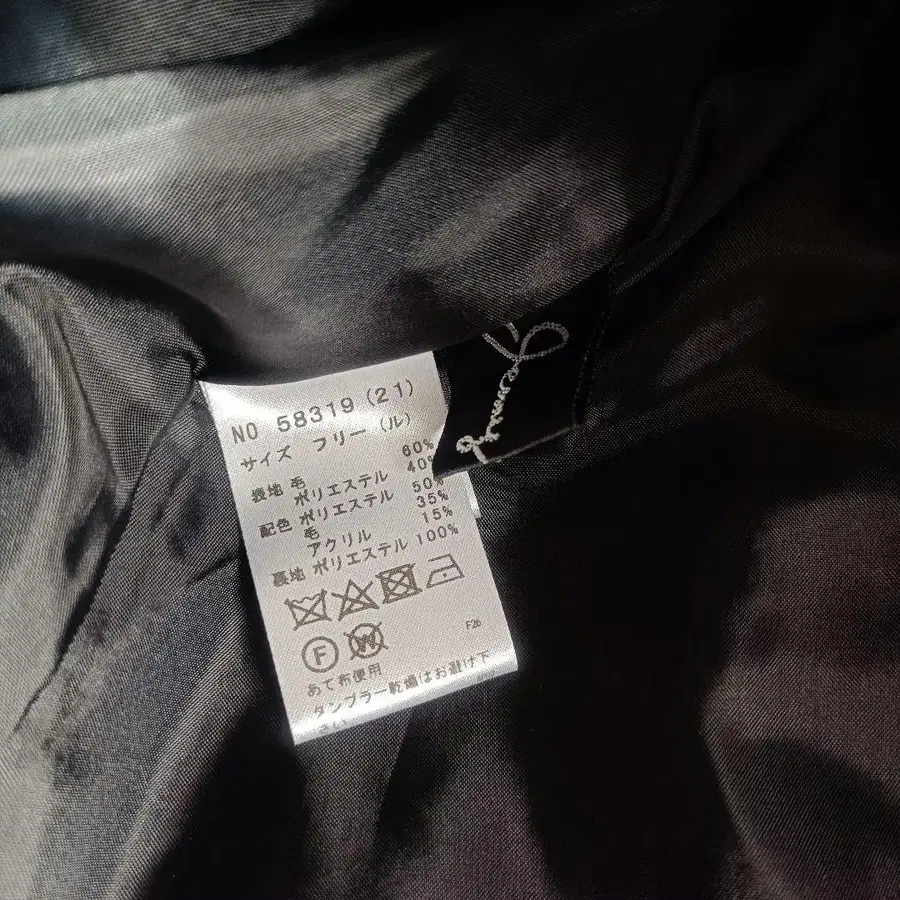 NO 58319 (21)
サイズ フリー (ル)
表地 毛 60%
ポリエステル 40%
配色 ポリエステル 50%
毛 35%
アクリル 15%
裏地 ポリエステル 100%
F W F26
あて布使用
タンブラー乾燥はお避け下
さい